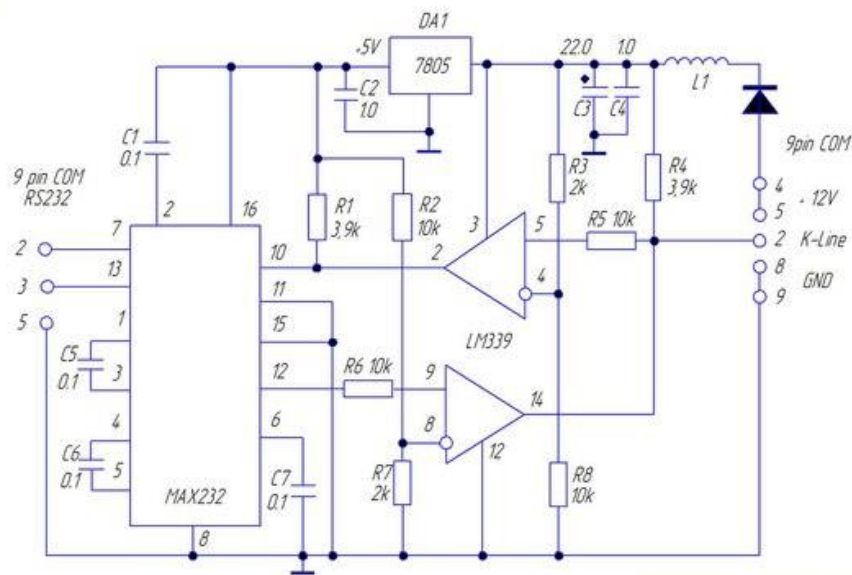 DA1
+5V
7805
22.0
1.0
L1
C2
1.0
C3
C4
C1
0.1
9 pin COM
RS232
9pin COM
R3
2k
R4
3,9k
4
+ 12V
5
2
16
R1
3,9k
R2
10k
3
5
R5 10k
2
K-Line
7
2
10
2
4
8
GND
13
3
11
9
5
1
15
LM339
C5
0.1
3
12
R6 10k
9
14
4
6
8
12
C6
0.1
5
C7
0.1
R7
2k
R8
10k
MAX232
8